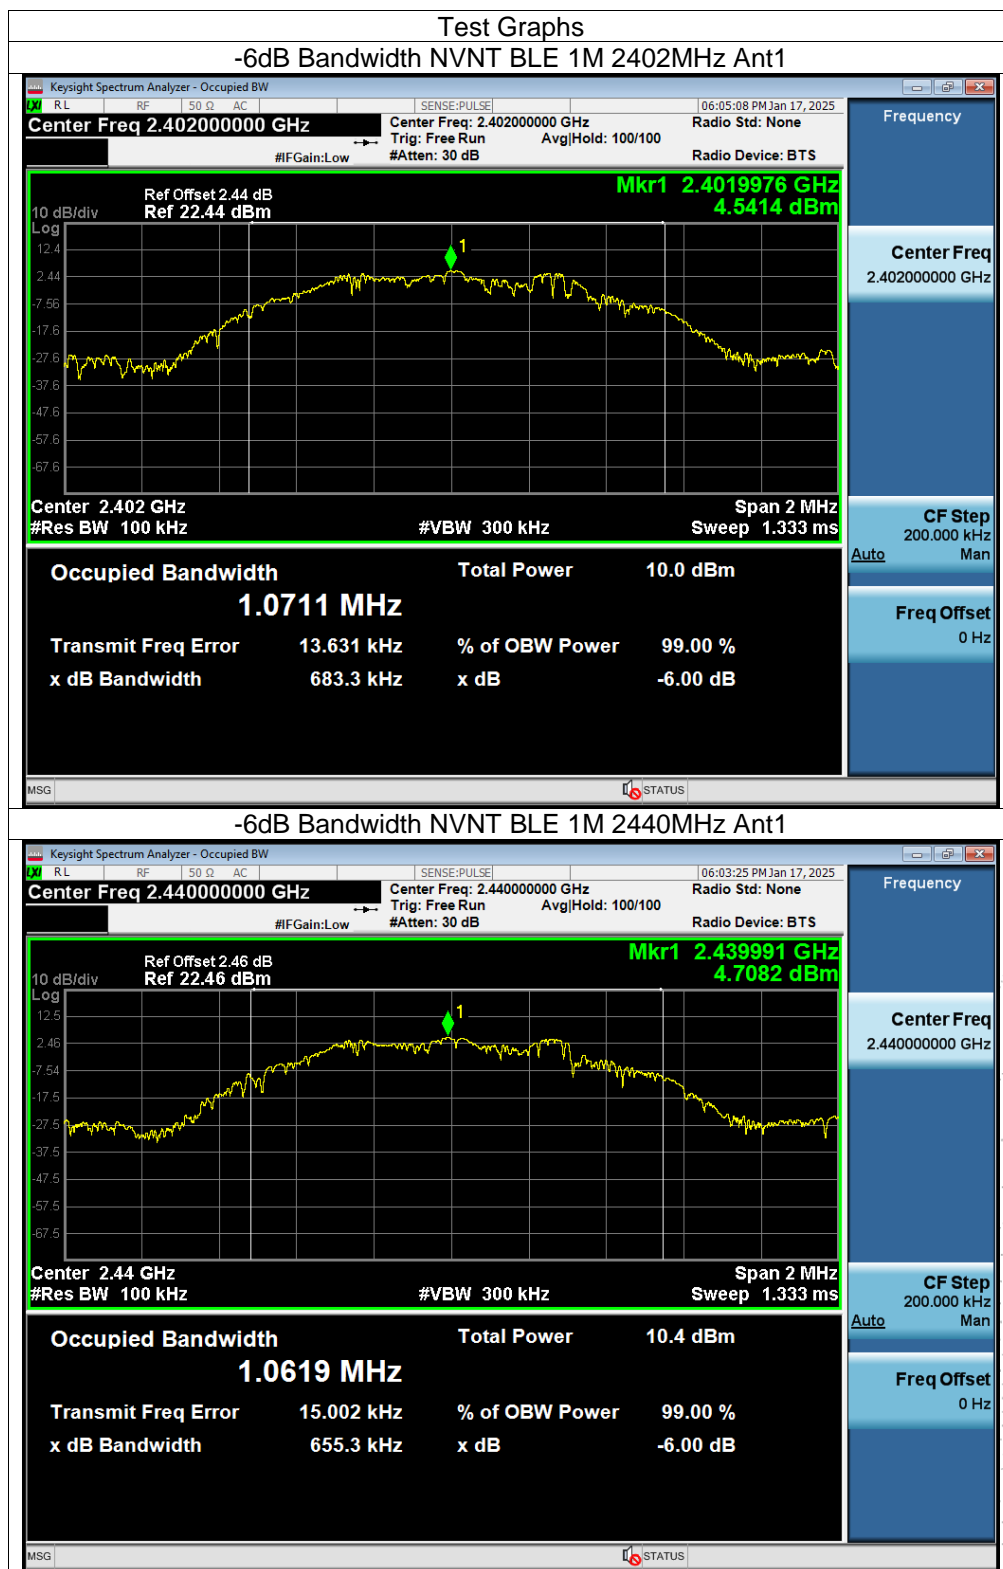 Test Graphs
-6dB Bandwidth NVNT BLE 1M 2402MHz Ant1
Keysight Spectrum Analyzer - Occupied BW
LXI RL RF 50 Ω AC SENSE:PULSE 06:05:08 PM Jan 17, 2025
Center Freq 2.402000000 GHz
Center Freq: 2.402000000 GHz
Radio Std: None
Trig: Free Run Avg|Hold: 100/100
#IFGain:Low
#Atten: 30 dB
Radio Device: BTS
Frequency
Mkr1 2.4019976 GHz
4.5414 dBm
Ref Offset 2.44 dB
10 dB/div Ref 22.44 dBm
Log
12.4
2.44
-7.56
-17.6
-27.6
-37.6
-47.6
-57.6
-67.6
1
Center 2.402 GHz
Span 2 MHz
#Res BW 100 kHz
#VBW 300 kHz
Sweep 1.333 ms
Center Freq
2.402000000 GHz
CF Step
200.000 kHz
Auto Man
Freq Offset
0 Hz
Occupied Bandwidth
Total Power 10.0 dBm
1.0711 MHz
Transmit Freq Error 13.631 kHz % of OBW Power 99.00 %
x dB Bandwidth 683.3 kHz x dB -6.00 dB
MSG STATUS
-6dB Bandwidth NVNT BLE 1M 2440MHz Ant1
Keysight Spectrum Analyzer - Occupied BW
LXI RL RF 50 Ω AC SENSE:PULSE 06:03:25 PM Jan 17, 2025
Center Freq 2.440000000 GHz
Center Freq: 2.440000000 GHz
Radio Std: None
Trig: Free Run Avg|Hold: 100/100
#IFGain:Low
#Atten: 30 dB
Radio Device: BTS
Frequency
Mkr1 2.439991 GHz
4.7082 dBm
Ref Offset 2.46 dB
10 dB/div Ref 22.46 dBm
Log
12.5
2.46
-7.54
-17.5
-27.5
-37.5
-47.5
-57.5
-67.5
1
Center 2.44 GHz
Span 2 MHz
#Res BW 100 kHz
#VBW 300 kHz
Sweep 1.333 ms
Center Freq
2.440000000 GHz
CF Step
200.000 kHz
Auto Man
Freq Offset
0 Hz
Occupied Bandwidth
Total Power 10.4 dBm
1.0619 MHz
Transmit Freq Error 15.002 kHz % of OBW Power 99.00 %
x dB Bandwidth 655.3 kHz x dB -6.00 dB
MSG STATUS